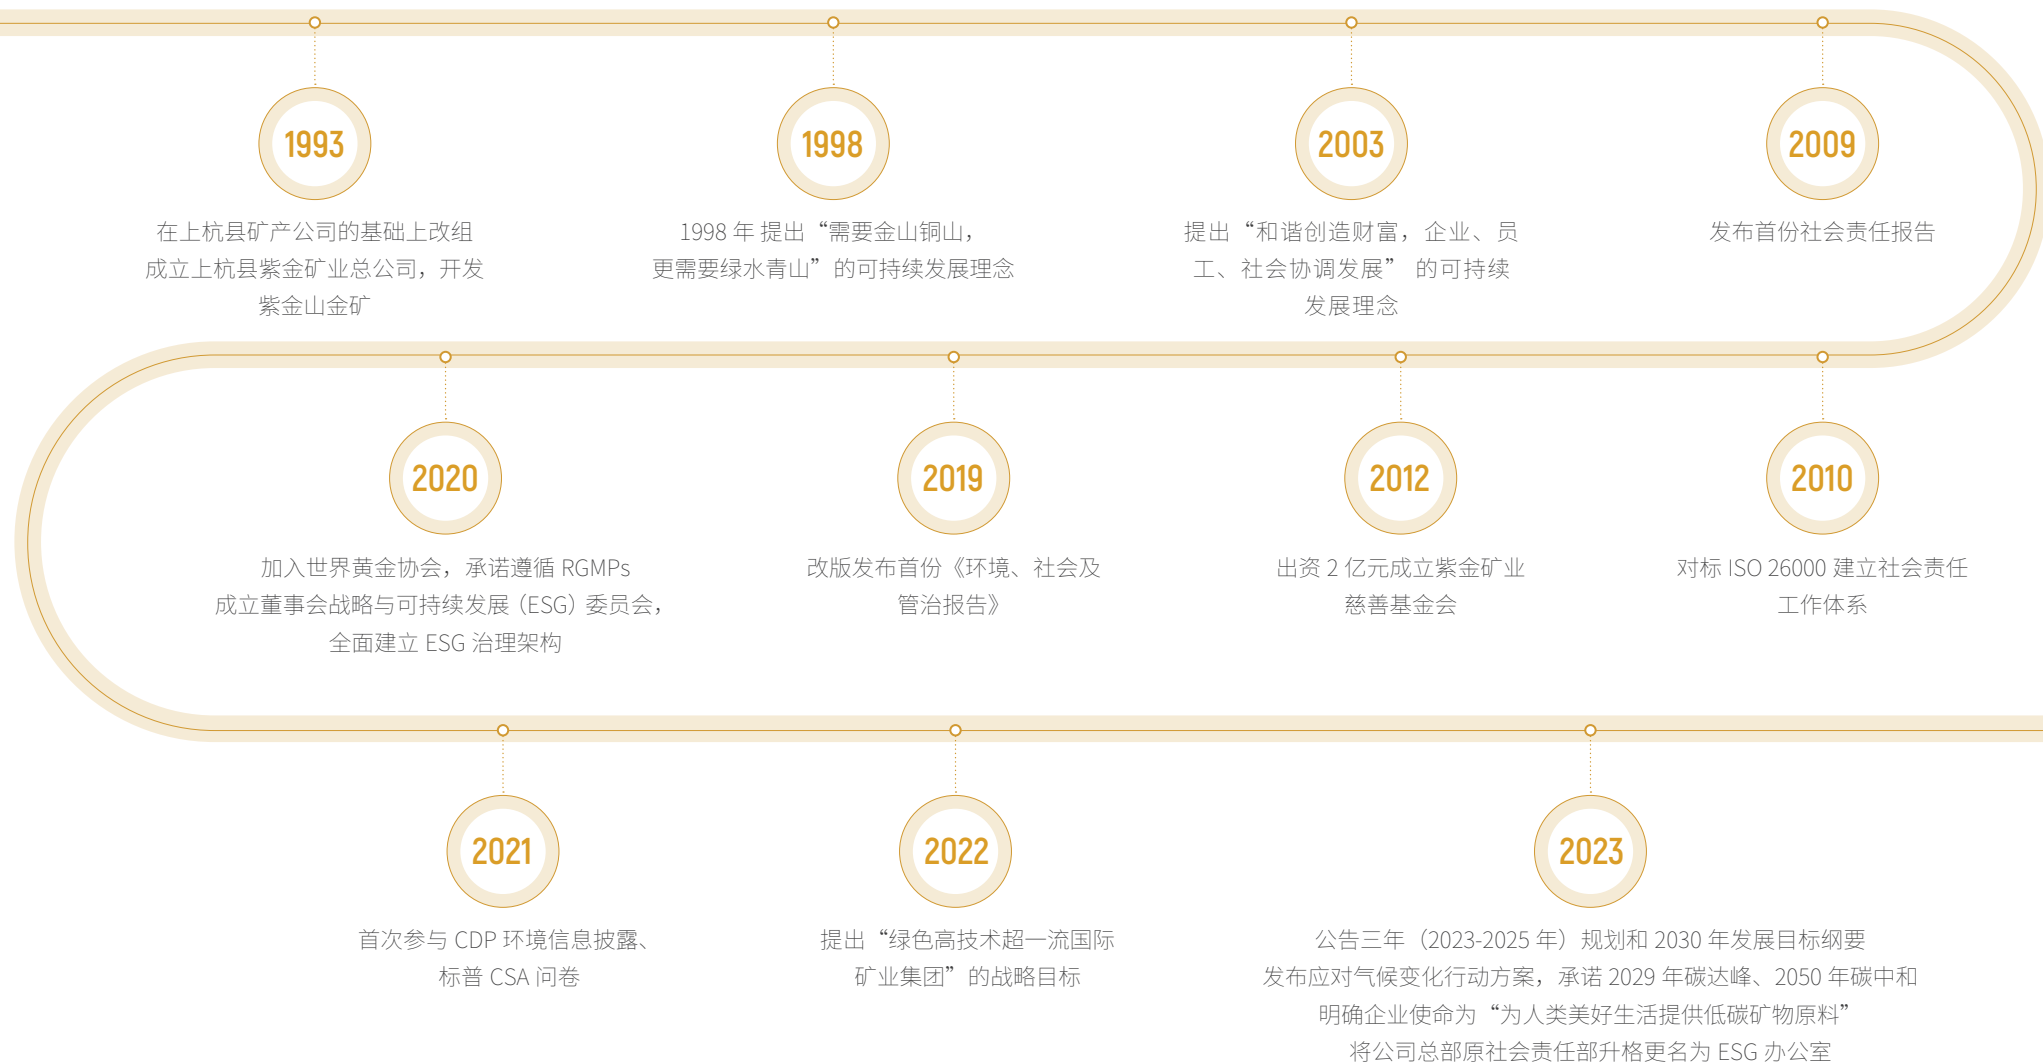 1993
在上杭县矿产公司的基础上改组
成立上杭县紫金矿业总公司，开发
紫金山金矿
1998
1998 年 提出“需要金山铜山，
更需要绿水青山”的可持续发展理念
2003
提出“和谐创造财富，企业、员
工、社会协调发展” 的可持续
发展理念
2009
发布首份社会责任报告
2010
对标 ISO 26000 建立社会责任
工作体系
2012
出资 2 亿元成立紫金矿业
慈善基金会
2019
改版发布首份《环境、社会及
管治报告》
2020
加入世界黄金协会，承诺遵循 RGMPs
成立董事会战略与可持续发展（ESG）委员会，
全面建立 ESG 治理架构
2021
首次参与 CDP 环境信息披露、
标普 CSA 问卷
2022
提出“绿色高技术超一流国际
矿业集团”的战略目标
2023
公告三年（2023-2025 年）规划和 2030 年发展目标纲要
发布应对气候变化行动方案，承诺 2029 年碳达峰、2050 年碳中和
明确企业使命为“为人类美好生活提供低碳矿物原料”
将公司总部原社会责任部升格更名为 ESG 办公室